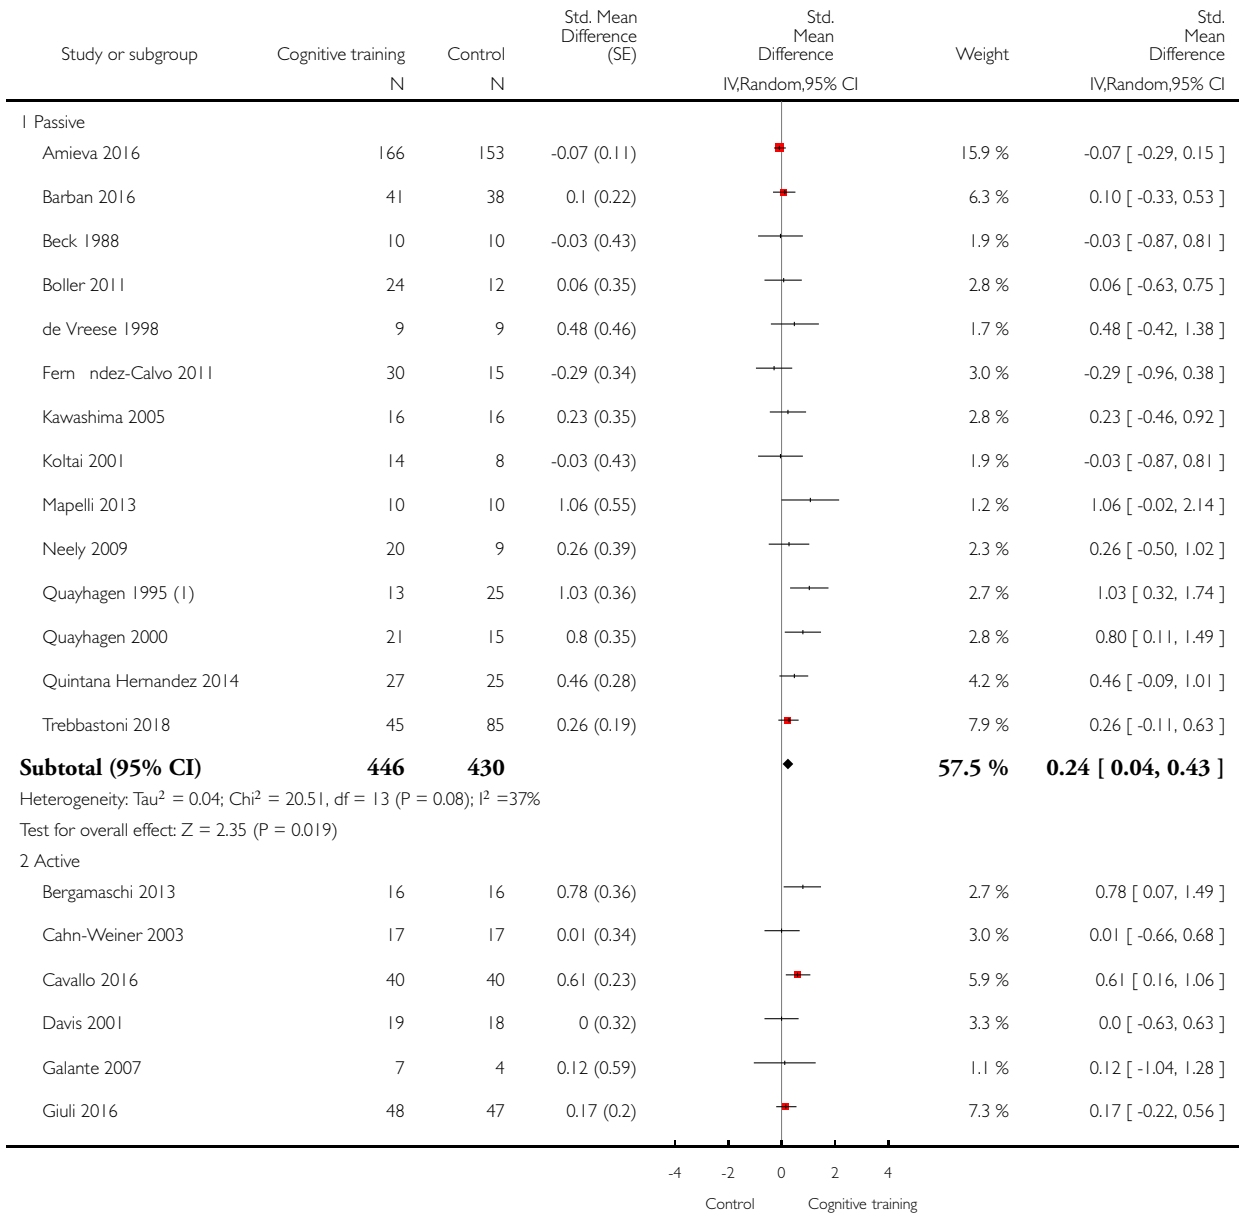 Study or subgroup Cognitive training Control Std. Mean Difference (SE) Std. Mean Difference Weight Std. Mean Difference
N N IV,Random,95% CI IV,Random,95% CI
1 Passive
Amieva 2016 166 153 -0.07 (0.11) 15.9 % -0.07 [ -0.29, 0.15 ]
Barban 2016 41 38 0.1 (0.22) 6.3 % 0.10 [ -0.33, 0.53 ]
Beck 1988 10 10 -0.03 (0.43) 1.9 % -0.03 [ -0.87, 0.81 ]
Boller 2011 24 12 0.06 (0.35) 2.8 % 0.06 [ -0.63, 0.75 ]
de Vreese 1998 9 9 0.48 (0.46) 1.7 % 0.48 [ -0.42, 1.38 ]
Fern ndez-Calvo 2011 30 15 -0.29 (0.34) 3.0 % -0.29 [ -0.96, 0.38 ]
Kawashima 2005 16 16 0.23 (0.35) 2.8 % 0.23 [ -0.46, 0.92 ]
Koltai 2001 14 8 -0.03 (0.43) 1.9 % -0.03 [ -0.87, 0.81 ]
Mapelli 2013 10 10 1.06 (0.55) 1.2 % 1.06 [ -0.02, 2.14 ]
Neely 2009 20 9 0.26 (0.39) 2.3 % 0.26 [ -0.50, 1.02 ]
Quayhagen 1995 (1) 13 25 1.03 (0.36) 2.7 % 1.03 [ 0.32, 1.74 ]
Quayhagen 2000 21 15 0.8 (0.35) 2.8 % 0.80 [ 0.11, 1.49 ]
Quintana Hernandez 2014 27 25 0.46 (0.28) 4.2 % 0.46 [ -0.09, 1.01 ]
Trebbastoni 2018 45 85 0.26 (0.19) 7.9 % 0.26 [ -0.11, 0.63 ]
Subtotal (95% CI) 446 430 57.5 % 0.24 [ 0.04, 0.43 ]
Heterogeneity: Tau² = 0.04; Chi² = 20.51, df = 13 (P = 0.08); I² =37%
Test for overall effect: Z = 2.35 (P = 0.019)
2 Active
Bergamaschi 2013 16 16 0.78 (0.36) 2.7 % 0.78 [ 0.07, 1.49 ]
Cahn-Weiner 2003 17 17 0.01 (0.34) 3.0 % 0.01 [ -0.66, 0.68 ]
Cavallo 2016 40 40 0.61 (0.23) 5.9 % 0.61 [ 0.16, 1.06 ]
Davis 2001 19 18 0 (0.32) 3.3 % 0.0 [ -0.63, 0.63 ]
Galante 2007 7 4 0.12 (0.59) 1.1 % 0.12 [ -1.04, 1.28 ]
Giuli 2016 48 47 0.17 (0.2) 7.3 % 0.17 [ -0.22, 0.56 ]
-4 -2 0 2 4
Control Cognitive training